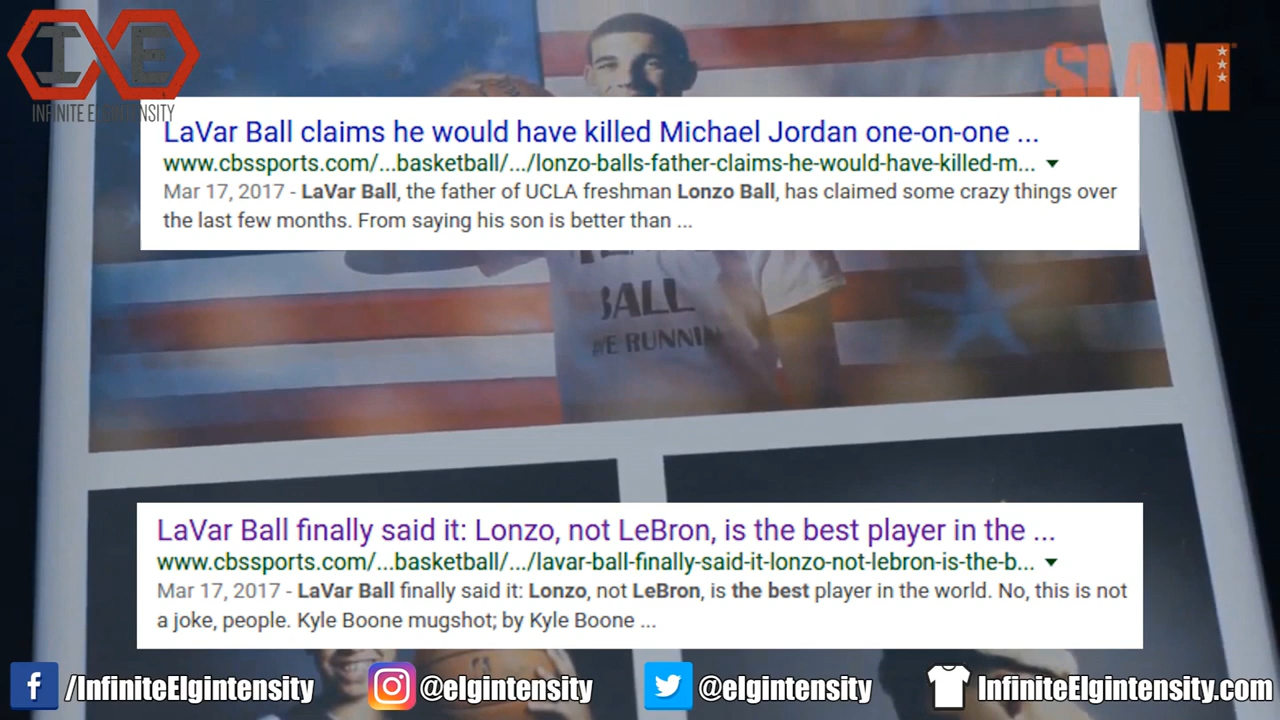 IE
INFINITE ELGINTENSITY
SLAM
LaVar Ball claims he would have killed Michael Jordan one-on-one ...
www.cbssports.com/...basketball/.../lonzo-balls-father-claims-he-would-have-killed-m...
Mar 17, 2017 - LaVar Ball, the father of UCLA freshman Lonzo Ball, has claimed some crazy things over
the last few months. From saying his son is better than ...
BALL
RUNNIN
LaVar Ball finally said it: Lonzo, not LeBron, is the best player in the ...
www.cbssports.com/...basketball/.../lavar-ball-finally-said-it-lonzo-not-lebron-is-the-b...
Mar 17, 2017 - LaVar Ball finally said it: Lonzo, not LeBron, is the best player in the world. No, this is not
a joke, people. Kyle Boone mugshot; by Kyle Boone ...
f /InfiniteElgintensity @elgintensity @elgintensity InfiniteElgintensity.com